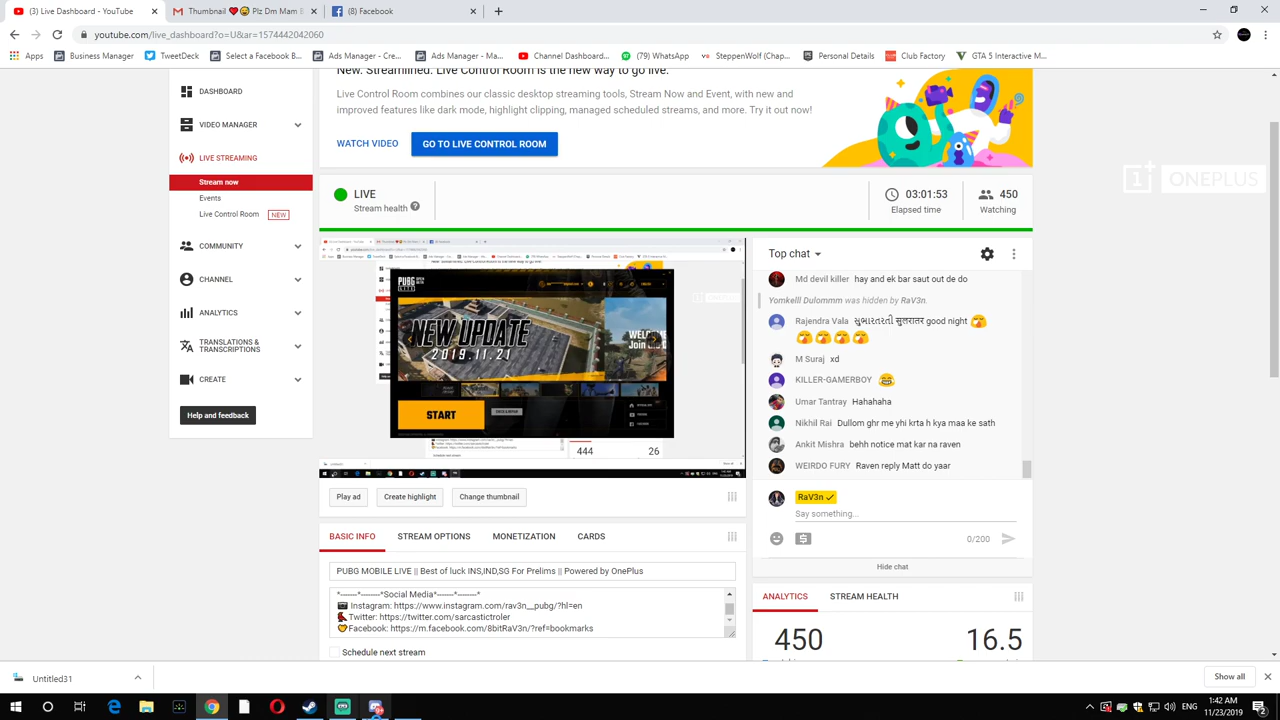 (3) Live Dashboard - YouTube
Thumbnail ❤😅 Plz Dm Mam B
(8) Facebook
youtube.com/live_dashboard?o=U&ar=1574442042060
Apps
Business Manager
TweetDeck
Select a Facebook B...
Ads Manager - Cre...
Ads Manager - Ma...
Channel Dashboard...
(79) WhatsApp
SteppenWolf (Chap...
Personal Details
Club Factory
GTA 5 Interactive M...
New. Streamlined. Live Control Room is the new way to go live.
Live Control Room combines our classic desktop streaming tools, Stream Now and Event, with new and
improved features like dark mode, highlight clipping, managed scheduled streams, and more. Try it out now!
WATCH VIDEO
GO TO LIVE CONTROL ROOM
DASHBOARD
VIDEO MANAGER
LIVE STREAMING
Stream now
Events
Live Control Room NEW
COMMUNITY
CHANNEL
ANALYTICS
TRANSLATIONS &
TRANSCRIPTIONS
CREATE
Help and feedback
1+ ONEPLUS
LIVE
Stream health
03:01:53
Elapsed time
450
Watching
PUBG
NEW UPDATE
2019.11.21
WELCOME
START
444
26
Play ad
Create highlight
Change thumbnail
BASIC INFO
STREAM OPTIONS
MONETIZATION
CARDS
PUBG MOBILE LIVE || Best of luck INS,IND,SG For Prelims || Powered by OnePlus
*-------*--------*Social Media*-------*--------*
Instagram: https://www.instagram.com/rav3n__pubg/?hl=en
Twitter: https://twitter.com/sarcastictroler
Facebook: https://m.facebook.com/8bitRaV3n/?ref=bookmarks
Schedule next stream
Top chat
Md devil killer hay and ek bar saut out de do
Yomkelll Dulommm was hidden by RaV3n.
Rajendra Vala good night
M Suraj xd
KILLER-GAMERBOY 😂
Umar Tantray Hahahaha
Nikhil Rai Dullom ghr me yhi krta h kya maa ke sath
Ankit Mishra behh notice mat kar na raven
WEIRDO FURY Raven reply Matt do yaar
RaV3n
Say something...
0/200
Hide chat
ANALYTICS
STREAM HEALTH
450
16.5
Untitled31
Show all
ENG
1:42 AM
11/23/2019
2